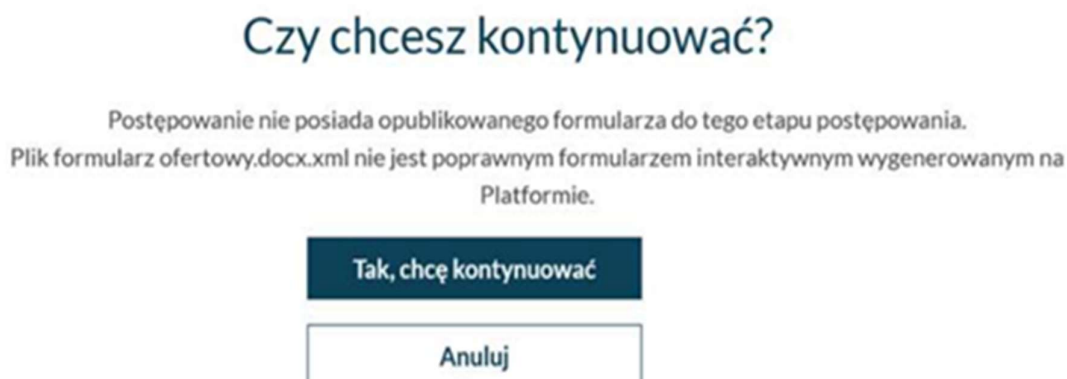 Czy chcesz kontynuować?
Postępowanie nie posiada opublikowanego formularza do tego etapu postępowania.
Plik formularz ofertowy.docx.xml nie jest poprawnym formularzem interaktywnym wygenerowanym na
Platformie.
Tak, chcę kontynuować
Anuluj